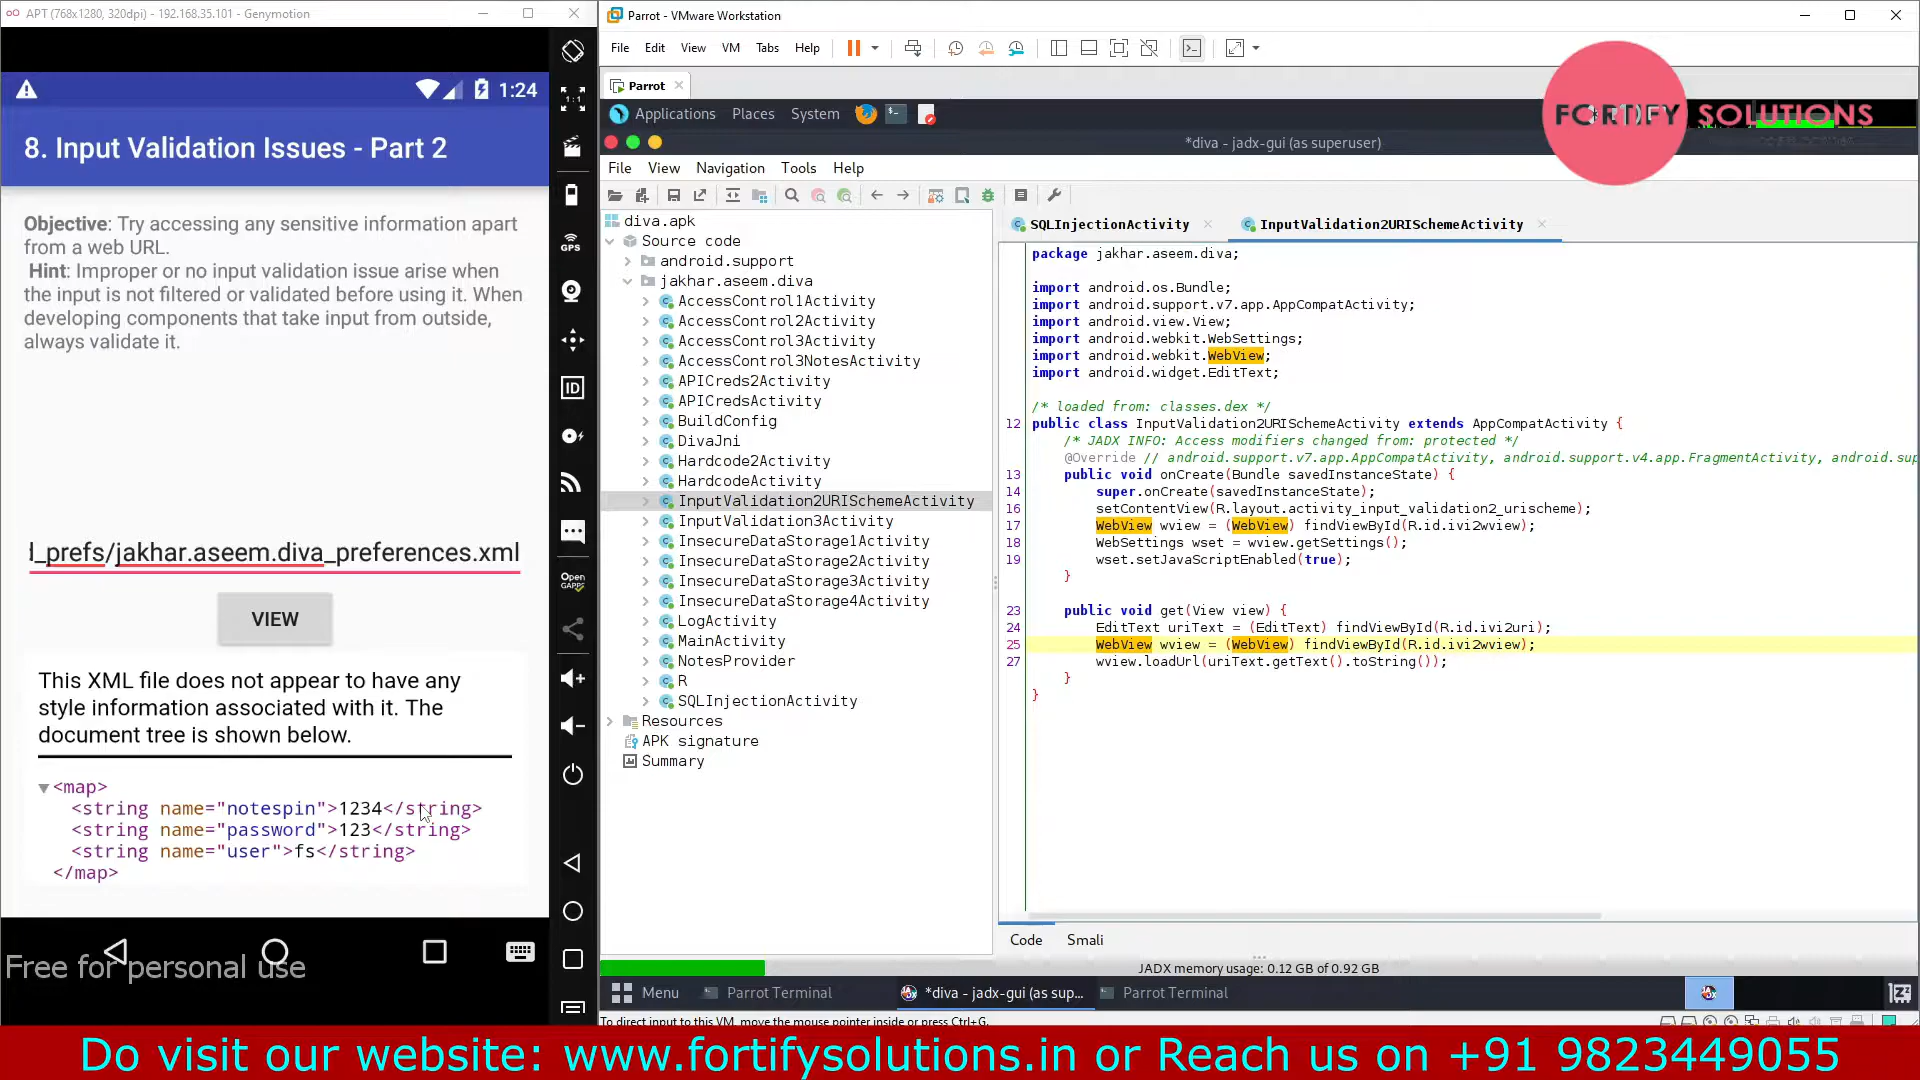 APT (768x1280, 320dpi) - 192.168.35.101 - Genymotion
1:24
8. Input Validation Issues - Part 2
Objective: Try accessing any sensitive information apart
from a web URL.
Hint: Improper or no input validation issue arise when
the input is not filtered or validated before using it. When
developing components that take input from outside,
always validate it.
l_prefs/jakhar.aseem.diva_preferences.xml
VIEW
This XML file does not appear to have any
style information associated with it. The
document tree is shown below.
▼<map>
<string name="notespin">1234</string>
<string name="password">123</string>
<string name="user">fs</string>
</map>
Free for personal use
1:1
GPS
ID
Open
GAPPS
Parrot - VMware Workstation
File Edit View VM Tabs Help
Parrot
Applications Places System
FORTIFY SOLUTIONS
*diva - jadx-gui (as superuser)
File View Navigation Tools Help
diva.apk
Source code
android.support
jakhar.aseem.diva
AccessControl1Activity
AccessControl2Activity
AccessControl3Activity
AccessControl3NotesActivity
APICreds2Activity
APICredsActivity
BuildConfig
DivaJni
Hardcode2Activity
HardcodeActivity
InputValidation2URISchemeActivity
InputValidation3Activity
InsecureDataStorage1Activity
InsecureDataStorage2Activity
InsecureDataStorage3Activity
InsecureDataStorage4Activity
LogActivity
MainActivity
NotesProvider
R
SQLInjectionActivity
Resources
APK signature
Summary
SQLInjectionActivity InputValidation2URISchemeActivity
package jakhar.aseem.diva;
import android.os.Bundle;
import android.support.v7.app.AppCompatActivity;
import android.view.View;
import android.webkit.WebSettings;
import android.webkit.WebView;
import android.widget.EditText;
/* loaded from: classes.dex */
12 public class InputValidation2URISchemeActivity extends AppCompatActivity {
/* JADX INFO: Access modifiers changed from: protected */
@Override // android.support.v7.app.AppCompatActivity, android.support.v4.app.FragmentActivity, android.sup
13 public void onCreate(Bundle savedInstanceState) {
14 super.onCreate(savedInstanceState);
16 setContentView(R.layout.activity_input_validation2_urischeme);
17 WebView wview = (WebView) findViewById(R.id.ivi2wview);
18 WebSettings wset = wview.getSettings();
19 wset.setJavaScriptEnabled(true);
}
23 public void get(View view) {
24 EditText uriText = (EditText) findViewById(R.id.ivi2uri);
25 WebView wview = (WebView) findViewById(R.id.ivi2wview);
27 wview.loadUrl(uriText.getText().toString());
}
}
Code Smali
JADX memory usage: 0.12 GB of 0.92 GB
Menu Parrot Terminal *diva - jadx-gui (as sup... Parrot Terminal
To direct input to this VM, move the mouse pointer inside or press Ctrl+G.
Do visit our website: www.fortifysolutions.in or Reach us on +91 9823449055